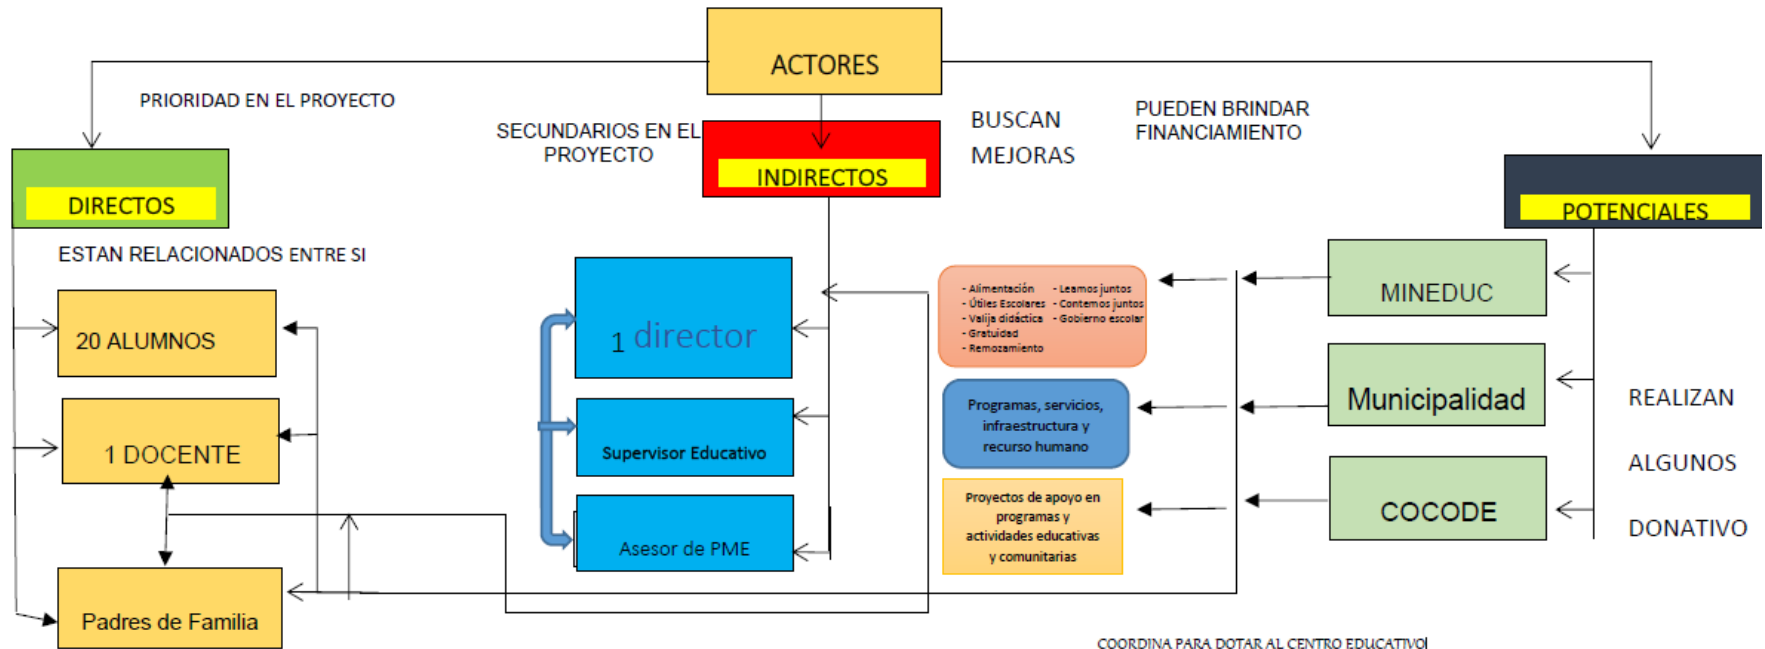 ACTORES
PRIORIDAD EN EL PROYECTO
SECUNDARIOS EN EL
PROYECTO
BUSCAN
MEJORAS
PUEDEN BRINDAR
FINANCIAMIENTO
DIRECTOS
INDIRECTOS
POTENCIALES
ESTAN RELACIONADOS ENTRE SI
20 ALUMNOS
1 DOCENTE
Padres de Familia
1 director
Supervisor Educativo
Asesor de PME
- Alimentación
- Útiles Escolares
- Valija didáctica
- Gratuidad
- Remozamiento
- Leamos juntos
- Contemos juntos
- Gobierno escolar
Programas, servicios,
infraestructura y
recurso humano
Proyectos de apoyo en
programas y
actividades educativas
y comunitarias
MINEDUC
Municipalidad
COCODE
REALIZAN
ALGUNOS
DONATIVO
COORDINA PARA DOTAR AL CENTRO EDUCATIVO